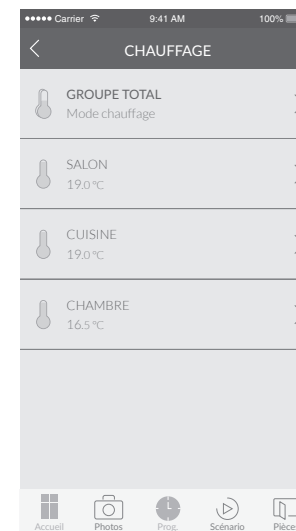 Carrier 9:41 AM 100%
CHAUFFAGE
GROUPE TOTAL
Mode chauffage
SALON
19.0 °C
CUISINE
19.0 °C
CHAMBRE
16.5 °C
Accueil Photos Prog. Scénario Pièce